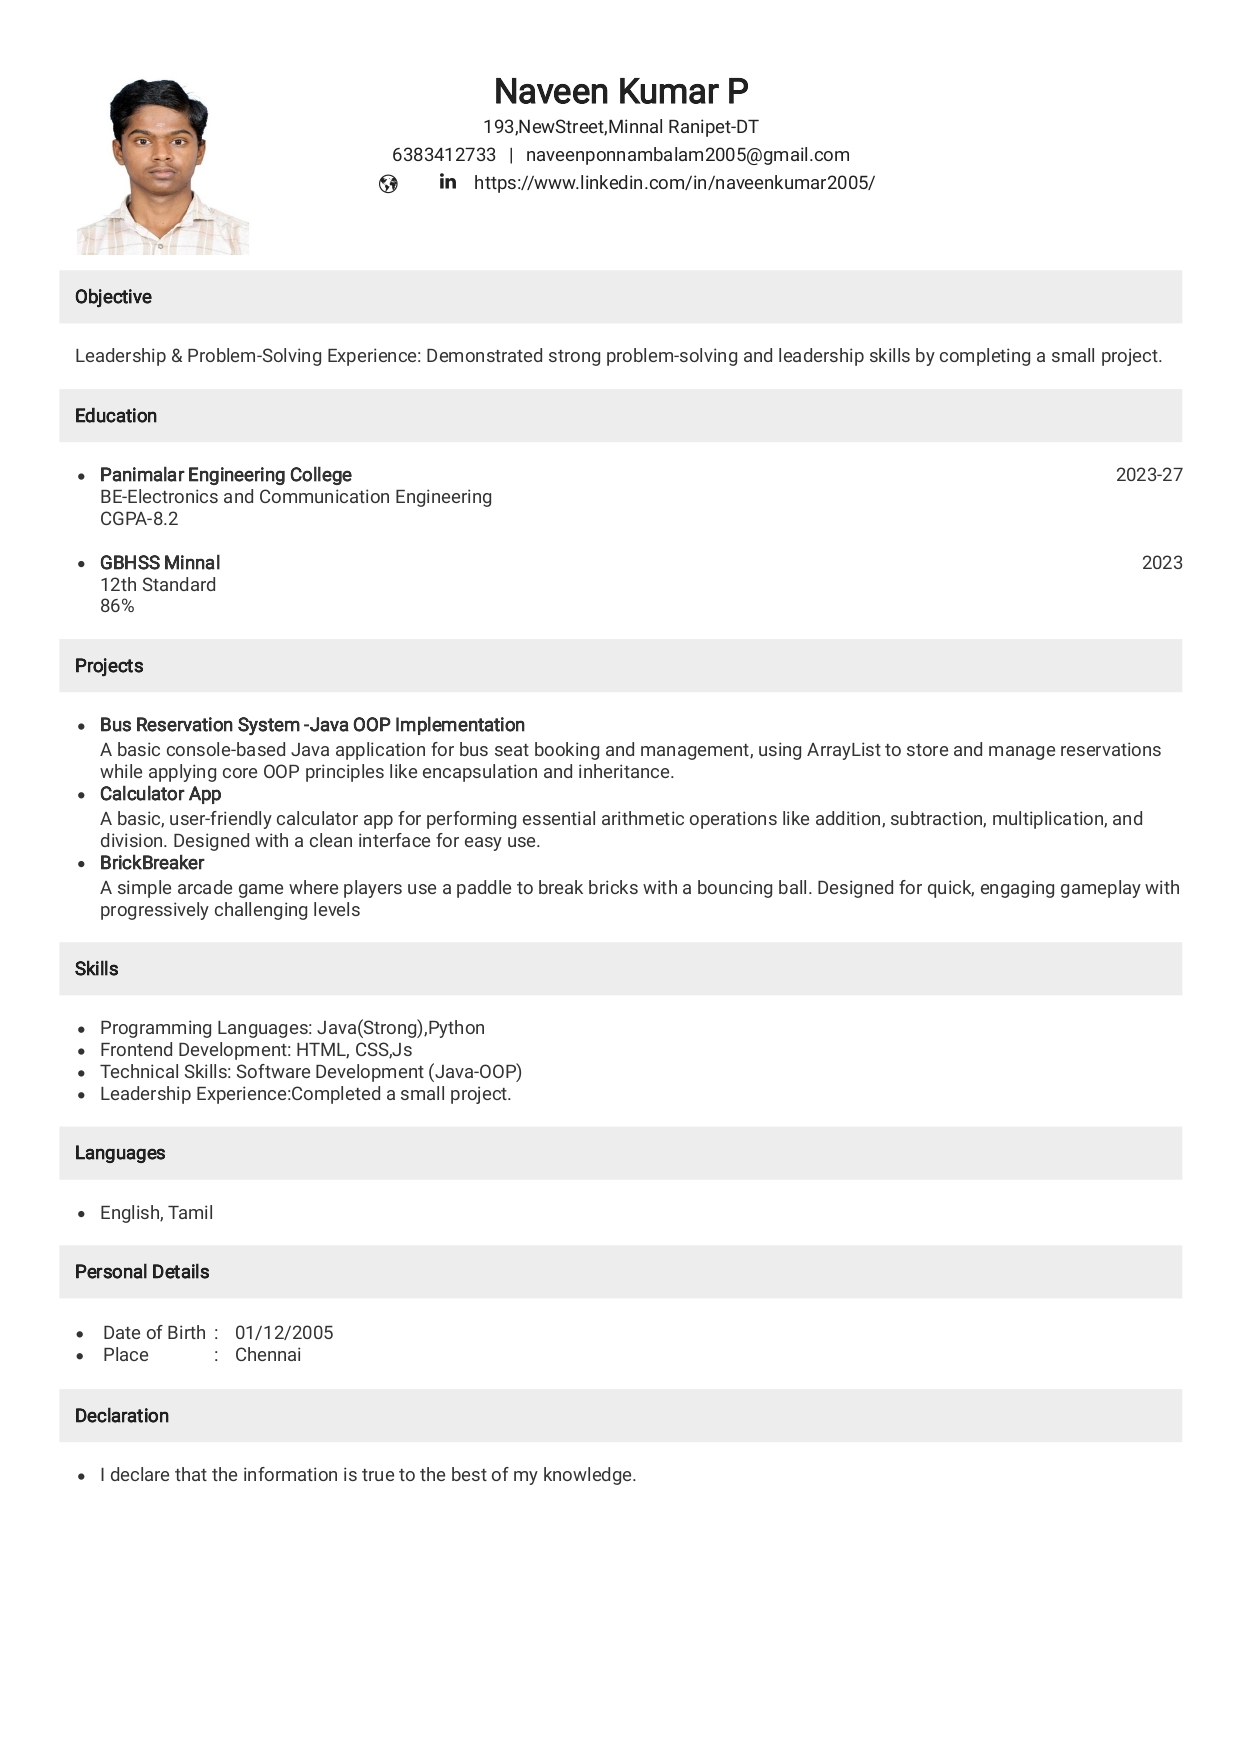 Naveen Kumar P
193,NewStreet,Minnal Ranipet-DT
6383412733 | naveenponnambalam2005@gmail.com
in https://www.linkedin.com/in/naveenkumar2005/
Objective
Leadership & Problem-Solving Experience: Demonstrated strong problem-solving and leadership skills by completing a small project.
Education
• Panimalar Engineering College 2023-27
BE-Electronics and Communication Engineering
CGPA-8.2
• GBHSS Minnal 2023
12th Standard
86%
Projects
• Bus Reservation System -Java OOP Implementation
A basic console-based Java application for bus seat booking and management, using ArrayList to store and manage reservations
while applying core OOP principles like encapsulation and inheritance.
• Calculator App
A basic, user-friendly calculator app for performing essential arithmetic operations like addition, subtraction, multiplication, and
division. Designed with a clean interface for easy use.
• BrickBreaker
A simple arcade game where players use a paddle to break bricks with a bouncing ball. Designed for quick, engaging gameplay with
progressively challenging levels
Skills
• Programming Languages: Java(Strong),Python
• Frontend Development: HTML, CSS,Js
• Technical Skills: Software Development (Java-OOP)
• Leadership Experience:Completed a small project.
Languages
• English, Tamil
Personal Details
• Date of Birth : 01/12/2005
• Place : Chennai
Declaration
• I declare that the information is true to the best of my knowledge.